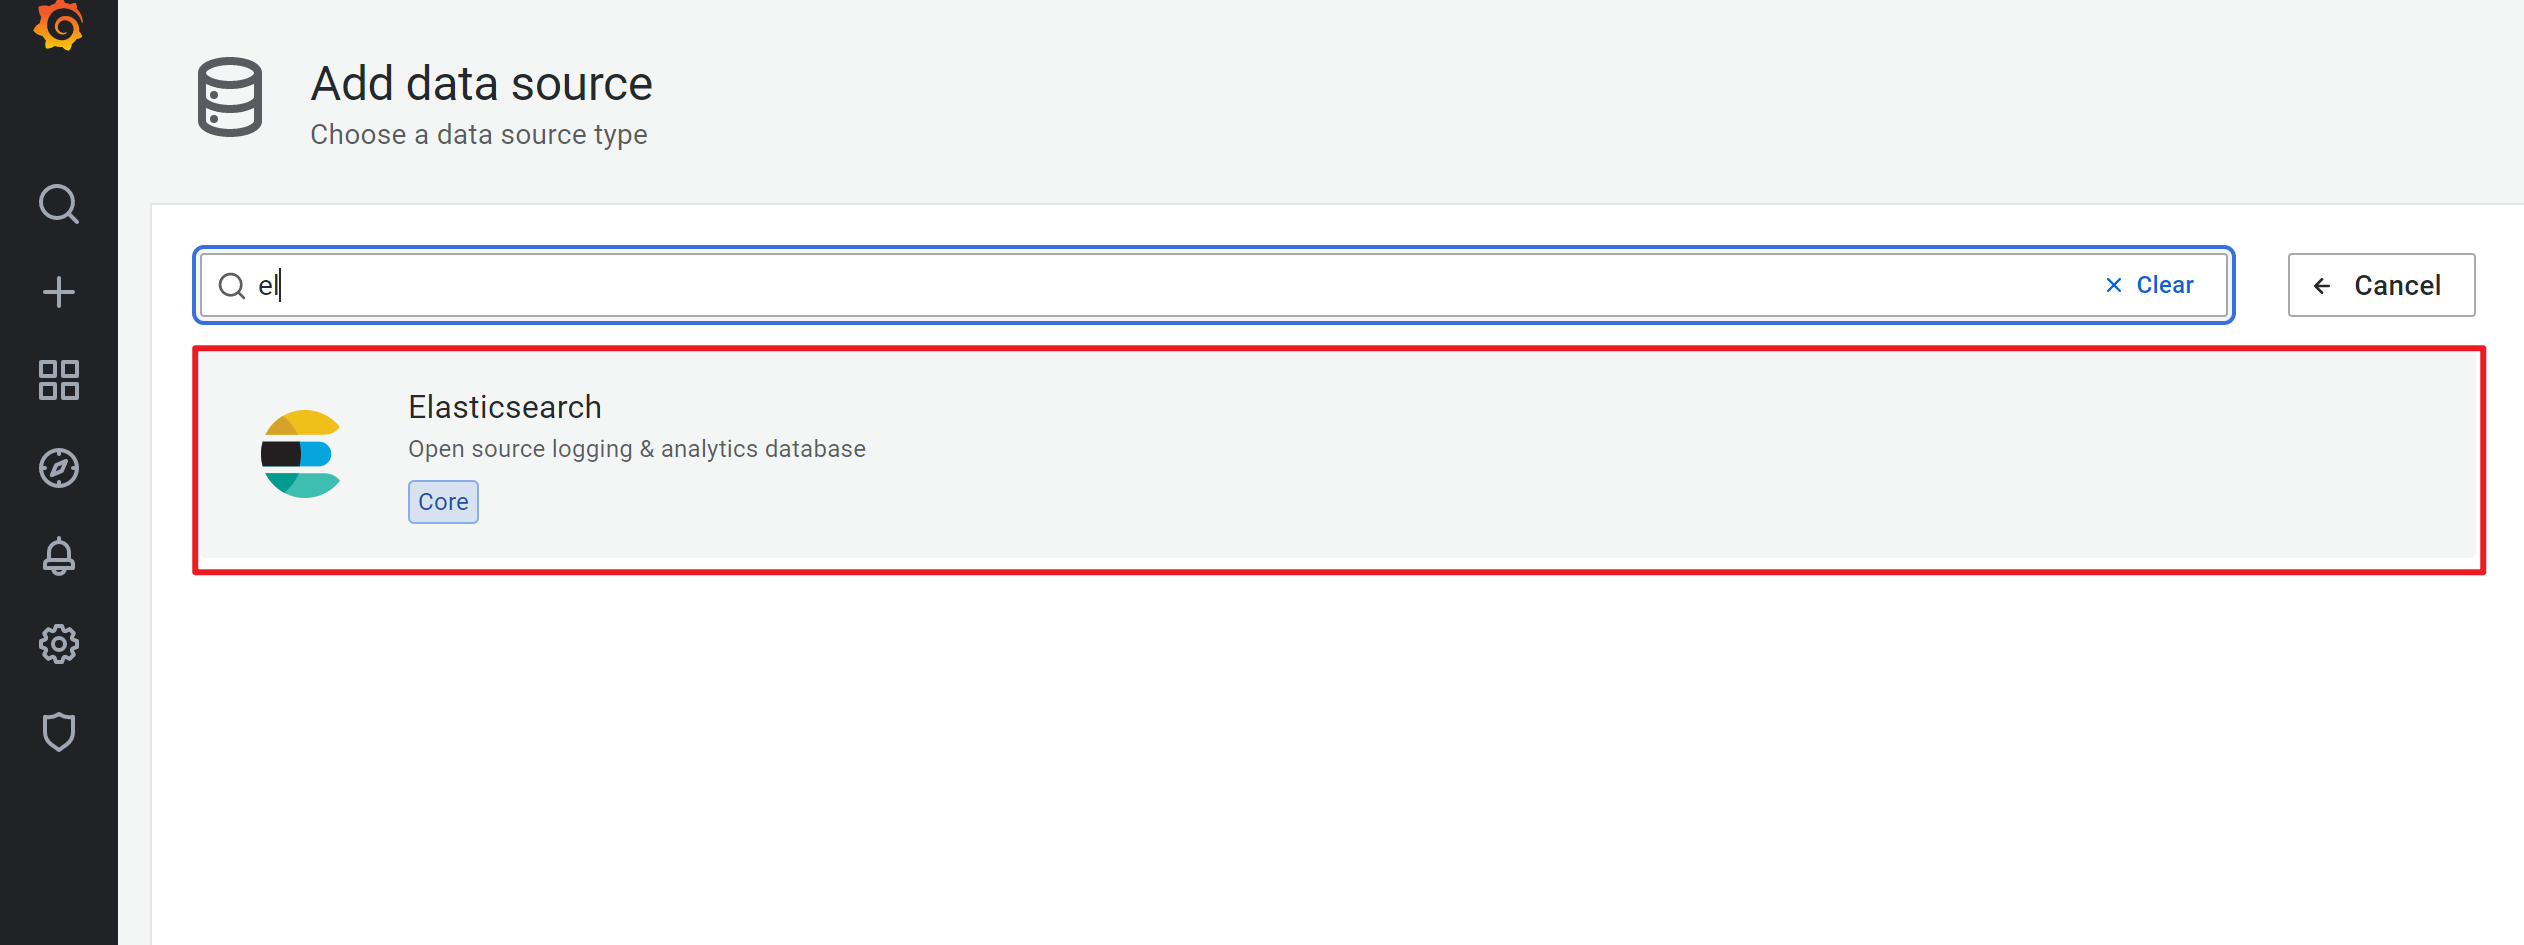 Add data source
Choose a data source type
el
Clear
Cancel
Elasticsearch
Open source logging & analytics database
Core